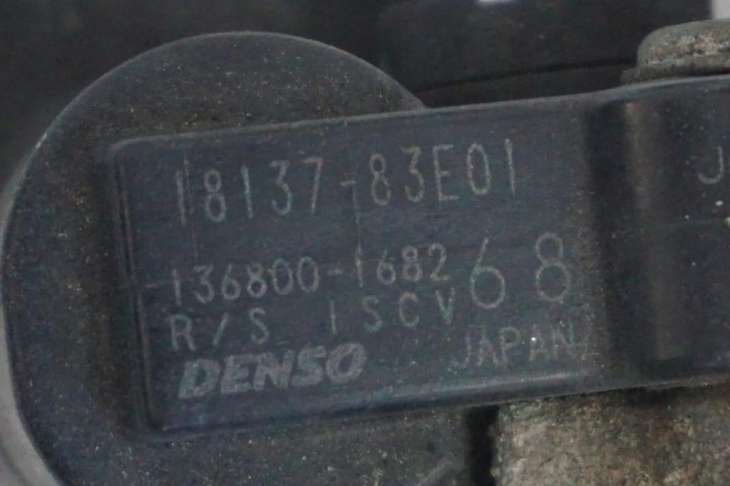 18137-83E01
136800-1682 68
R/S ISCV
DENSO JAPAN
J